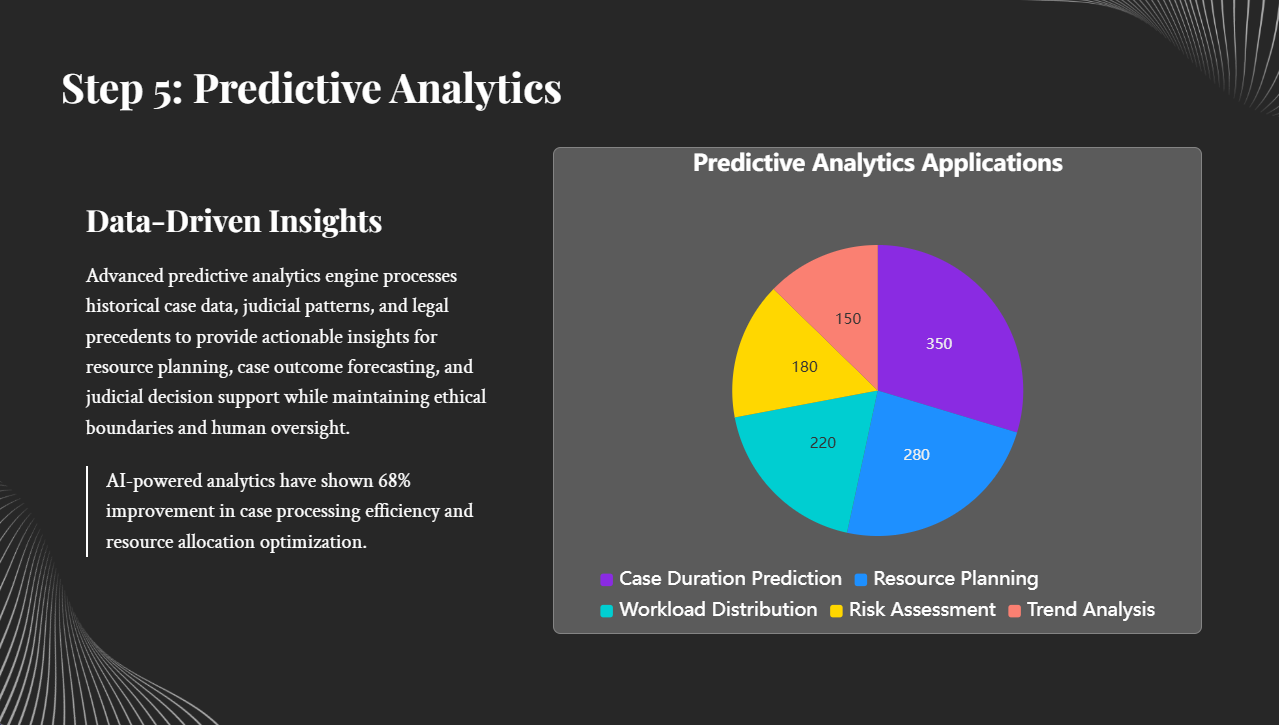 Step 5: Predictive Analytics
Data-Driven Insights
Advanced predictive analytics engine processes
historical case data, judicial patterns, and legal
precedents to provide actionable insights for
resource planning, case outcome forecasting, and
judicial decision support while maintaining ethical
boundaries and human oversight.
AI-powered analytics have shown 68%
improvement in case processing efficiency and
resource allocation optimization.
Predictive Analytics Applications
150
350
180
220
280
Case Duration Prediction Resource Planning
Workload Distribution Risk Assessment Trend Analysis